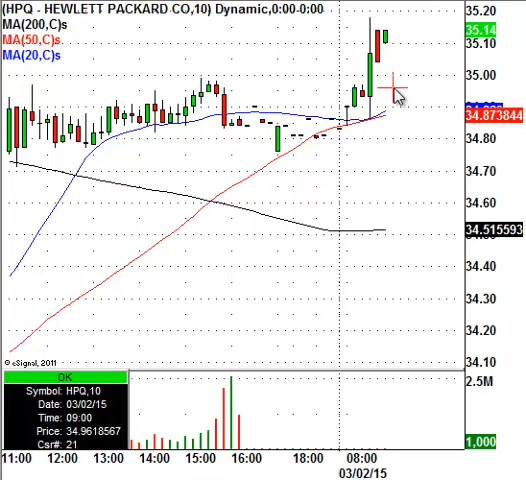 (HPQ - HEWLETT PACKARD CO,10) Dynamic,0:00-0:00
MA(200,C)s
MA(50,C)s
MA(20,C)s
35.20
35.14
35.10
35.00
34.873844
34.80
34.70
34.60
34.515593
34.40
34.30
34.20
34.10
© eSignal, 2011
OK
Symbol: HPQ,10
Date: 03/02/15
Time: 09:00
Price: 34.9618567
Csr#: 21
2.5M
1,000
11:00 12:00 13:00 14:00 15:00 16:00 18:00 08:00
03/02/15